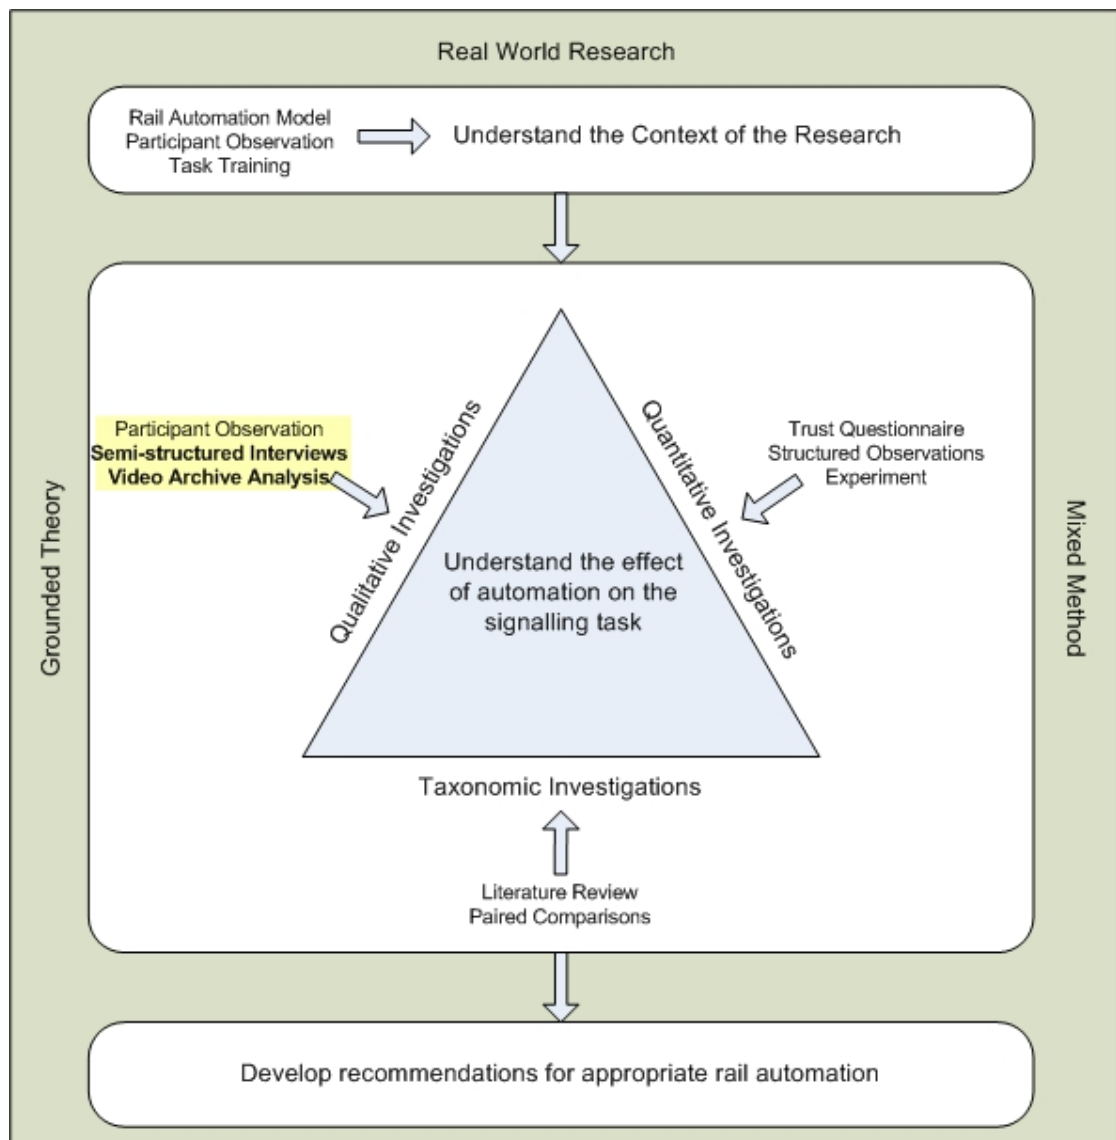 Real World Research
Rail Automation Model
Participant Observation
Task Training
Understand the Context of the Research
Grounded Theory
Participant Observation
Semi-structured Interviews
Video Archive Analysis
Qualitative Investigations
Understand the effect
of automation on the
signalling task
Quantitative Investigations
Trust Questionnaire
Structured Observations
Experiment
Mixed Method
Taxonomic Investigations
Literature Review
Paired Comparisons
Develop recommendations for appropriate rail automation